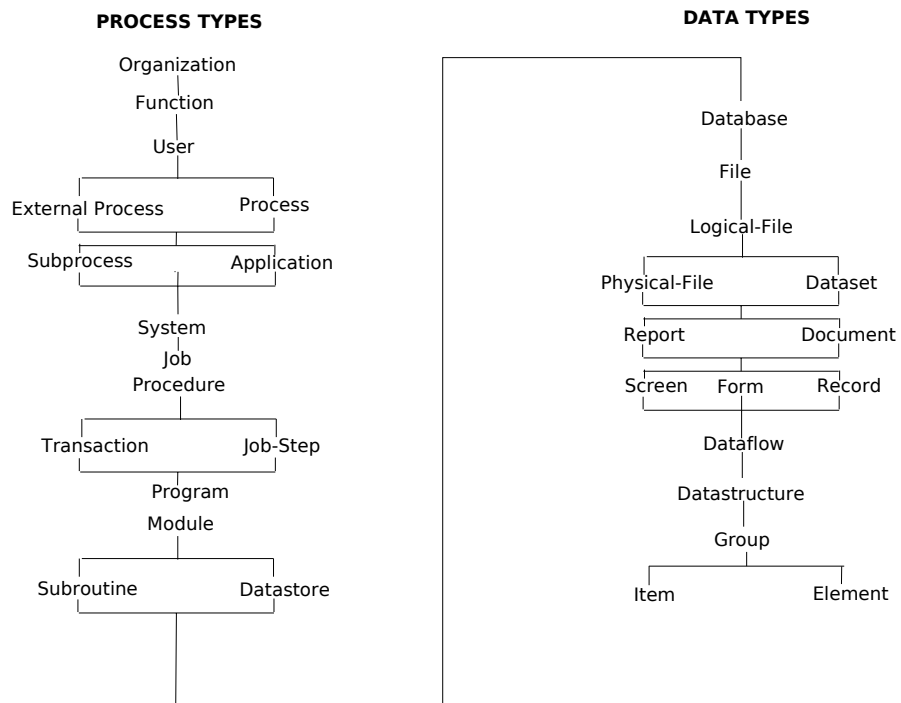 PROCESS TYPES
Organization
Function
User
External Process
Process
Subprocess
Application
System
Job
Procedure
Transaction
Job-Step
Program
Module
Subroutine
Datastore
DATA TYPES
Database
File
Logical-File
Physical-File
Dataset
Report
Document
Screen
Form
Record
Dataflow
Datastructure
Group
Item
Element